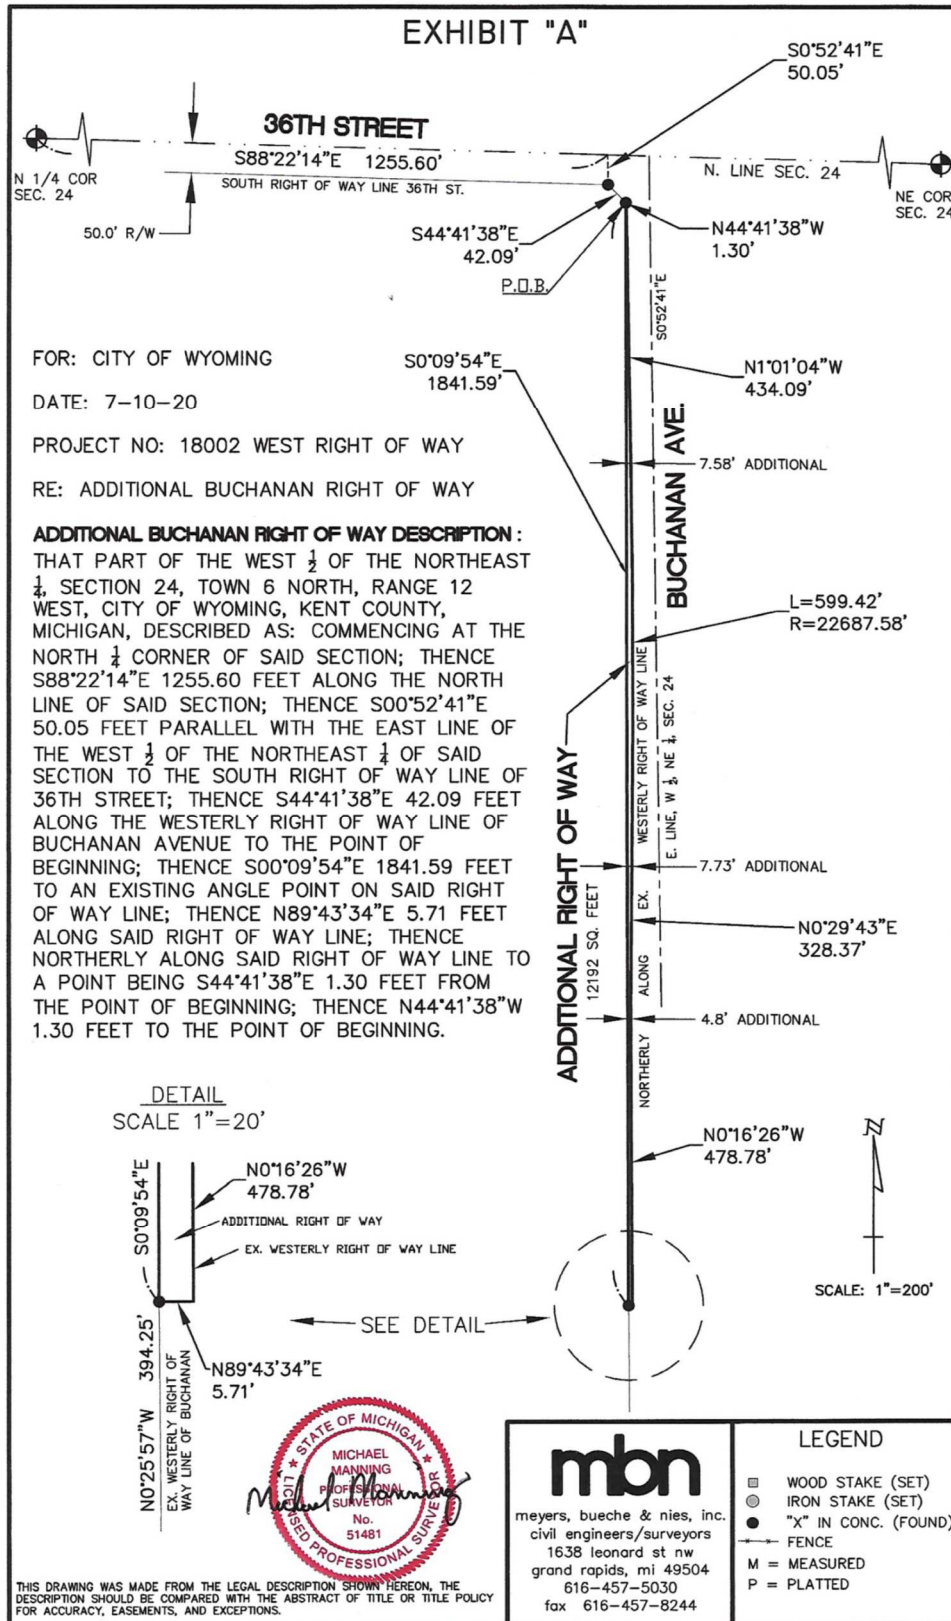 EXHIBIT "A"
S0°52'41"E
50.05'
36TH STREET
S88°22'14"E 1255.60'
SOUTH RIGHT OF WAY LINE 36TH ST.
N. LINE SEC. 24
N 1/4 COR
SEC. 24
NE COR
SEC. 24
50.0' R/W
S44°41'38"E
42.09'
N44°41'38"W
1.30'
P.O.B.
S0°52'41"E
FOR: CITY OF WYOMING
DATE: 7-10-20
PROJECT NO: 18002 WEST RIGHT OF WAY
RE: ADDITIONAL BUCHANAN RIGHT OF WAY
S0°09'54"E
1841.59'
N1°01'04"W
434.09'
BUCHANAN AVE.
7.58' ADDITIONAL
ADDITIONAL BUCHANAN RIGHT OF WAY DESCRIPTION :
THAT PART OF THE WEST ½ OF THE NORTHEAST
¼, SECTION 24, TOWN 6 NORTH, RANGE 12
WEST, CITY OF WYOMING, KENT COUNTY,
MICHIGAN, DESCRIBED AS: COMMENCING AT THE
NORTH ¼ CORNER OF SAID SECTION; THENCE
S88°22'14"E 1255.60 FEET ALONG THE NORTH
LINE OF SAID SECTION; THENCE S00°52'41"E
50.05 FEET PARALLEL WITH THE EAST LINE OF
THE WEST ½ OF THE NORTHEAST ¼ OF SAID
SECTION TO THE SOUTH RIGHT OF WAY LINE OF
36TH STREET; THENCE S44°41'38"E 42.09 FEET
ALONG THE WESTERLY RIGHT OF WAY LINE OF
BUCHANAN AVENUE TO THE POINT OF
BEGINNING; THENCE S00°09'54"E 1841.59 FEET
TO AN EXISTING ANGLE POINT ON SAID RIGHT
OF WAY LINE; THENCE N89°43'34"E 5.71 FEET
ALONG SAID RIGHT OF WAY LINE; THENCE
NORTHERLY ALONG SAID RIGHT OF WAY LINE TO
A POINT BEING S44°41'38"E 1.30 FEET FROM
THE POINT OF BEGINNING; THENCE N44°41'38"W
1.30 FEET TO THE POINT OF BEGINNING.
L=599.42'
R=22687.58'
ADDITIONAL RIGHT OF WAY
12192 SQ. FEET
NORTHERLY ALONG EX. WESTERLY RIGHT OF WAY LINE
E. LINE, W ½, NE ¼, SEC. 24
7.73' ADDITIONAL
N0°29'43"E
328.37'
4.8' ADDITIONAL
N0°16'26"W
478.78'
DETAIL
SCALE 1"=20'
S0°09'54"E
N0°16'26"W
478.78'
ADDITIONAL RIGHT OF WAY
EX. WESTERLY RIGHT OF WAY LINE
N89°43'34"E
5.71'
N0°25'57"W 394.25'
EX. WESTERLY RIGHT OF
WAY LINE OF BUCHANAN
SEE DETAIL
N
SCALE: 1"=200'
STATE OF MICHIGAN
MICHAEL
MANNING
PROFESSIONAL
SURVEYOR
No.
51481
LICENSED PROFESSIONAL SURVEYOR
Michael Manning
THIS DRAWING WAS MADE FROM THE LEGAL DESCRIPTION SHOWN HEREON, THE
DESCRIPTION SHOULD BE COMPARED WITH THE ABSTRACT OF TITLE OR TITLE POLICY
FOR ACCURACY, EASEMENTS, AND EXCEPTIONS.
mbn
meyers, bueche & nies, inc.
civil engineers/surveyors
1638 leonard st nw
grand rapids, mi 49504
616-457-5030
fax 616-457-8244
LEGEND
WOOD STAKE (SET)
IRON STAKE (SET)
"X" IN CONC. (FOUND)
FENCE
M = MEASURED
P = PLATTED